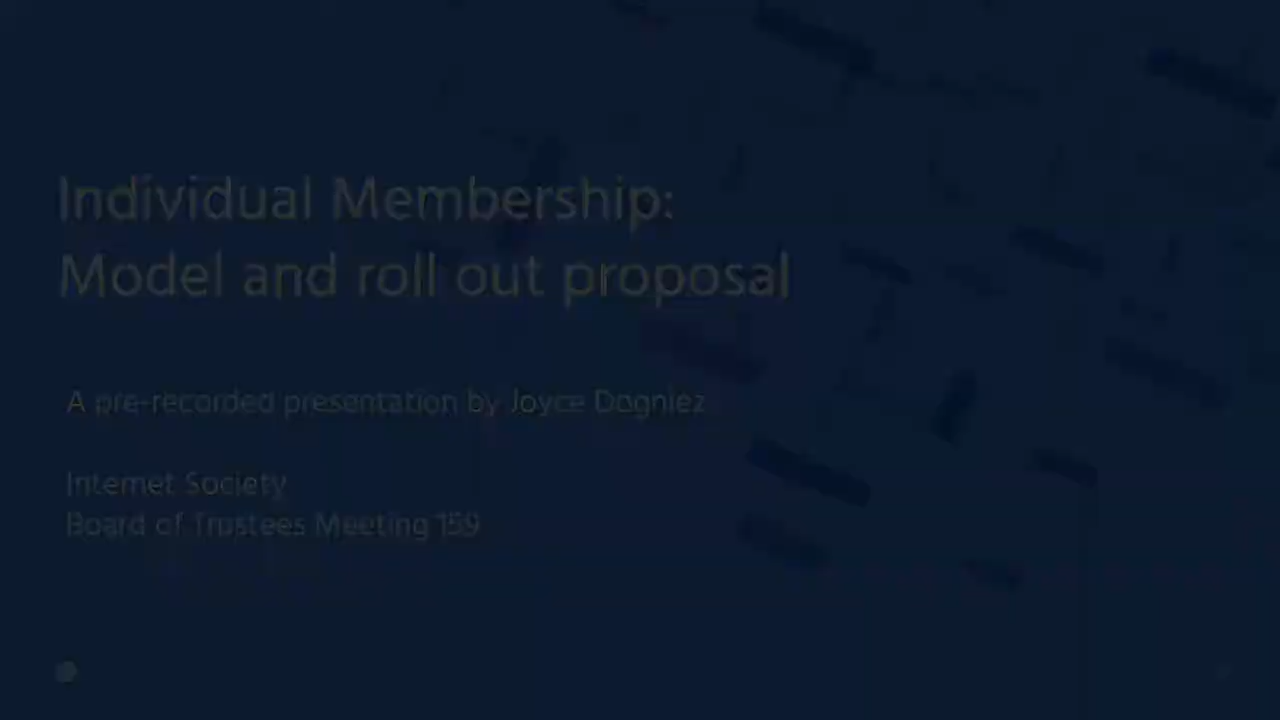 Individual Membership:
Model and roll out proposal
A pre-recorded presentation by Joyce Dogniez
Internet Society
Board of Trustees Meeting 159